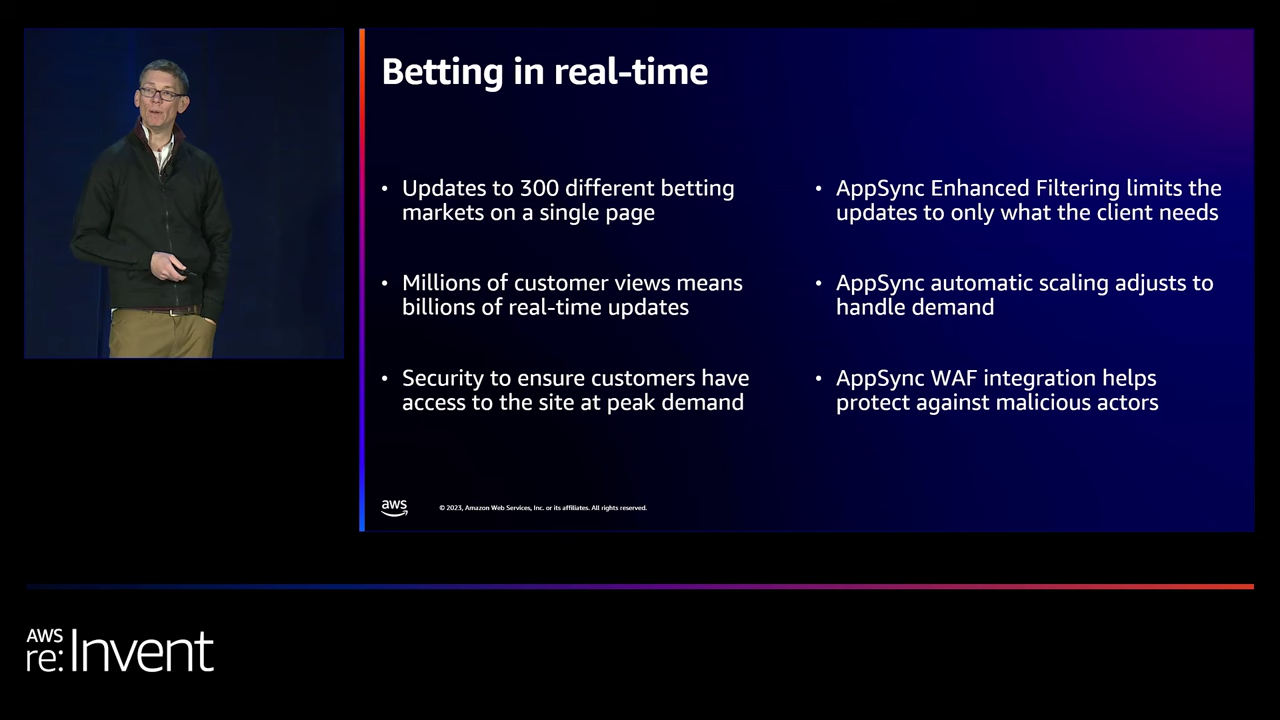 Betting in real-time
• Updates to 300 different betting
markets on a single page
• Millions of customer views means
billions of real-time updates
• Security to ensure customers have
access to the site at peak demand
• AppSync Enhanced Filtering limits the
updates to only what the client needs
• AppSync automatic scaling adjusts to
handle demand
• AppSync WAF integration helps
protect against malicious actors
aws
© 2023, Amazon Web Services, Inc. or its affiliates. All rights reserved.
AWS
re:Invent